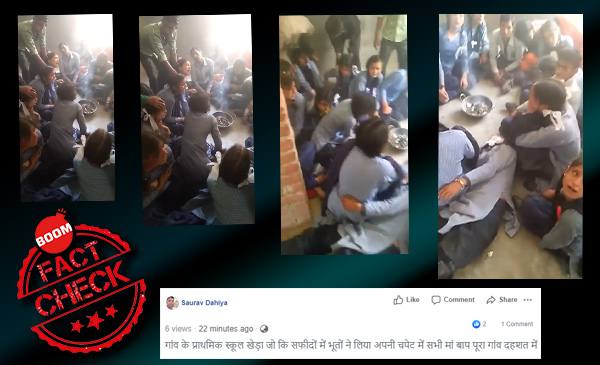 BOOM
FACT
CHECK
Saurav Dahiya
Like Comment Share
6 views · 22 minutes ago ·
2 1 Comment
गांव के प्राथमिक स्कूल खेड़ा जो कि सफीदों में भूतों ने लिया अपनी चपेट में सभी मां बाप पूरा गांव दहशत में